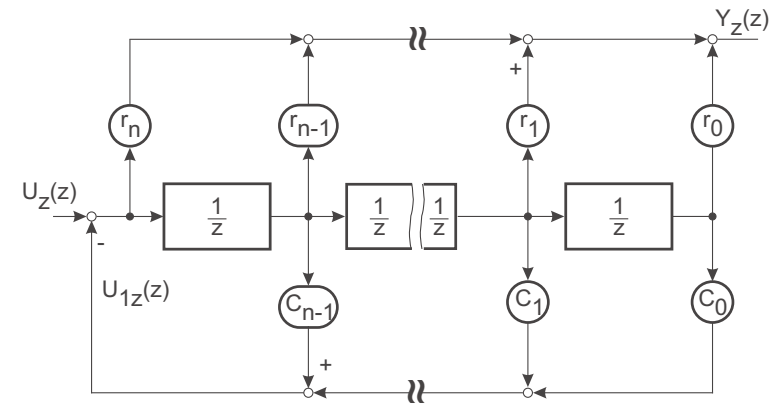 Y_z(z)
+
r_n
r_{n-1}
r_1
r_0
U_z(z)
1/z
1/z
1/z
1/z
-
U_{1z}(z)
C_{n-1}
C_1
C_0
+